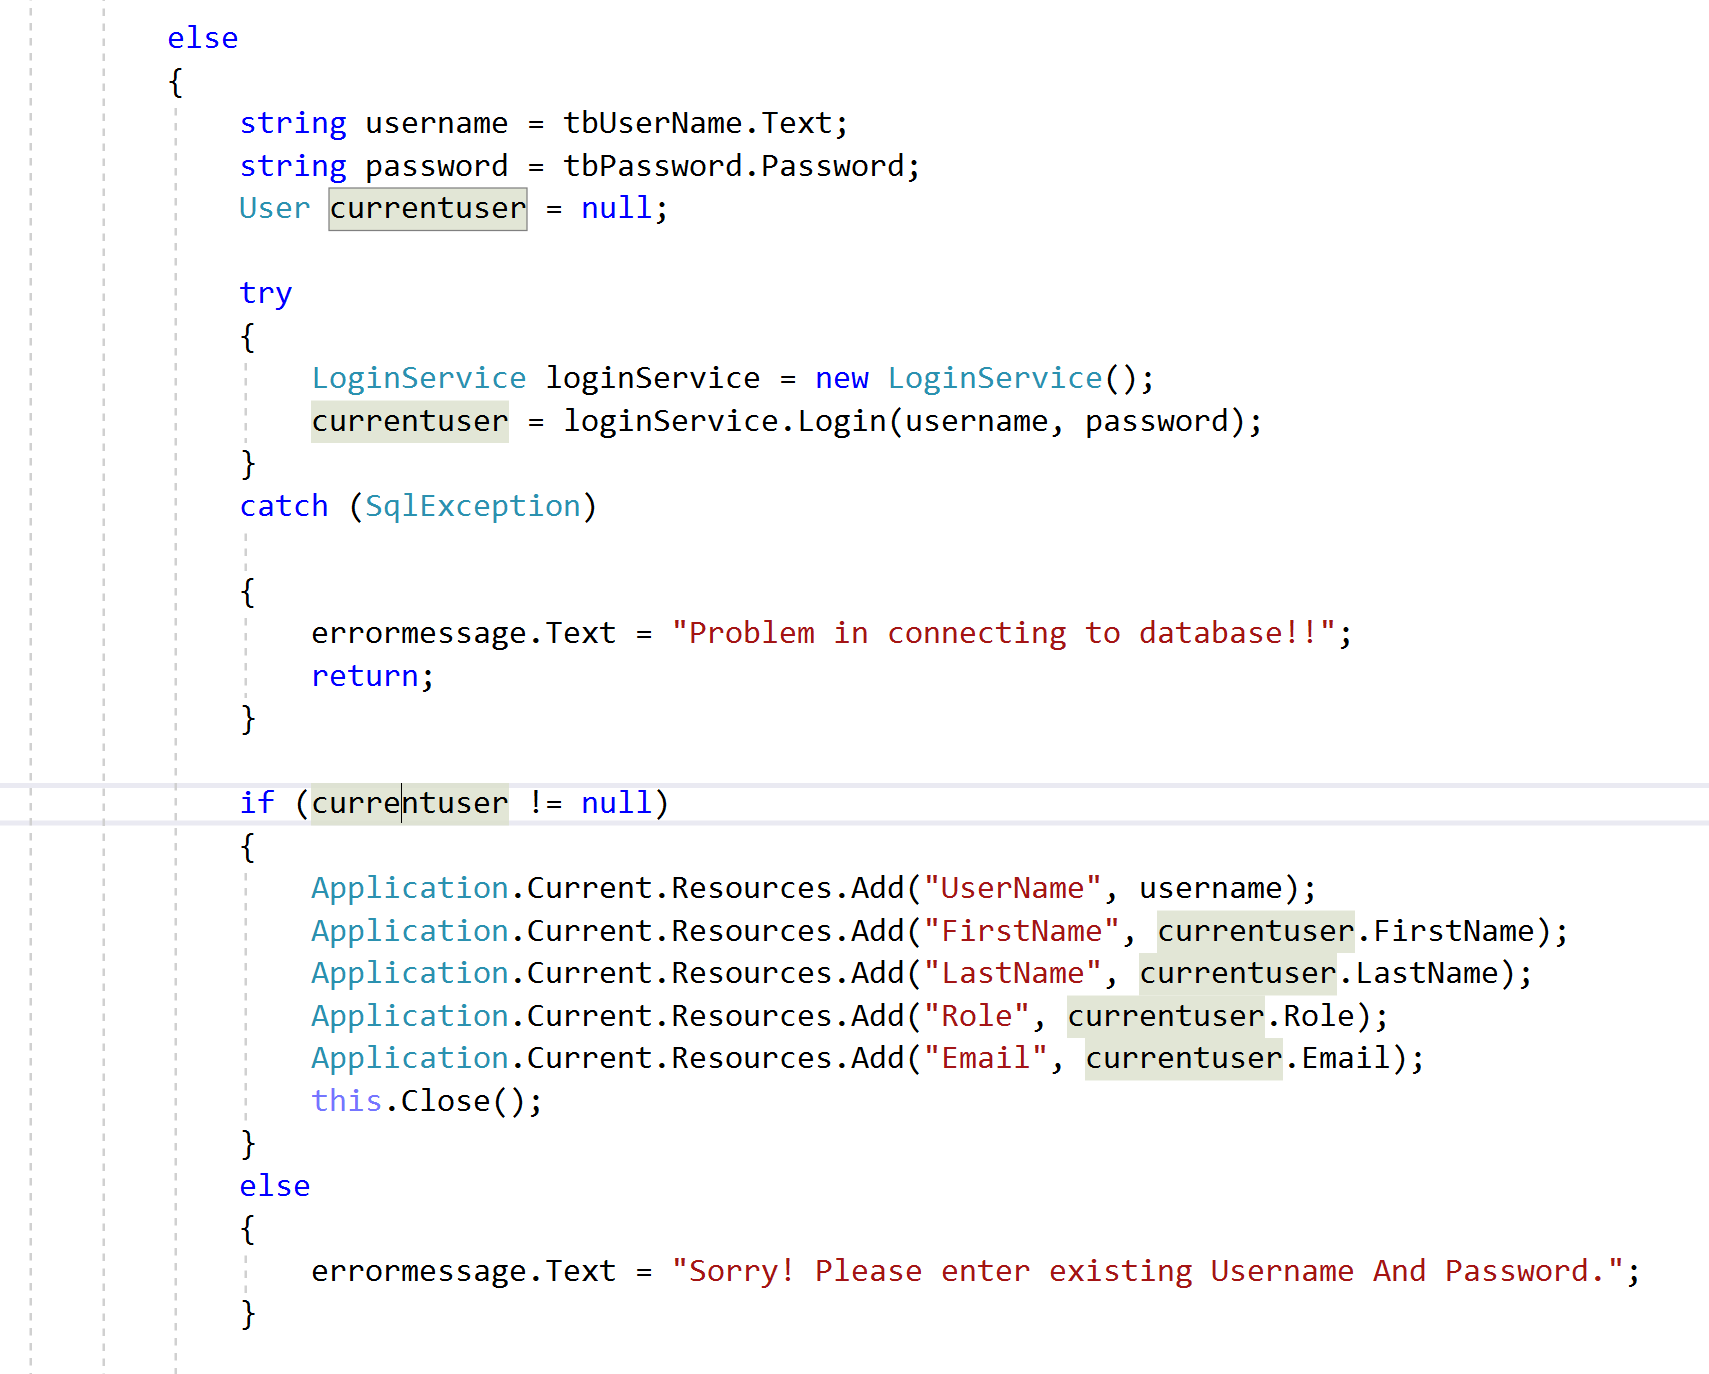 else
{
string username = tbUserName.Text;
string password = tbPassword.Password;
User currentuser = null;
try
{
LoginService loginService = new LoginService();
currentuser = loginService.Login(username, password);
}
catch (SqlException)
{
errormessage.Text = "Problem in connecting to database!!";
return;
}
if (currentuser != null)
{
Application.Current.Resources.Add("UserName", username);
Application.Current.Resources.Add("FirstName", currentuser.FirstName);
Application.Current.Resources.Add("LastName", currentuser.LastName);
Application.Current.Resources.Add("Role", currentuser.Role);
Application.Current.Resources.Add("Email", currentuser.Email);
this.Close();
}
else
{
errormessage.Text = "Sorry! Please enter existing Username And Password.";
}